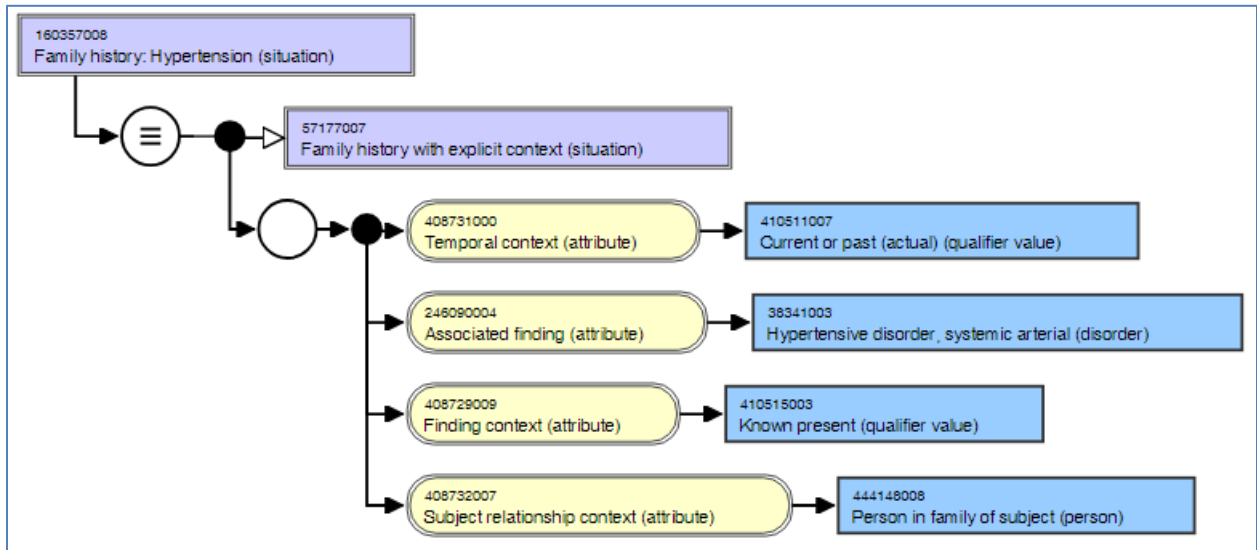 160357008
Family history: Hypertension (situation)
57177007
Family history with explicit context (situation)
408731000
Temporal context (attribute)
410511007
Current or past (actual) (qualifier value)
246090004
Associated finding (attribute)
38341003
Hypertensive disorder, systemic arterial (disorder)
408729009
Finding context (attribute)
410515003
Known present (qualifier value)
408732007
Subject relationship context (attribute)
444148008
Person in family of subject (person)